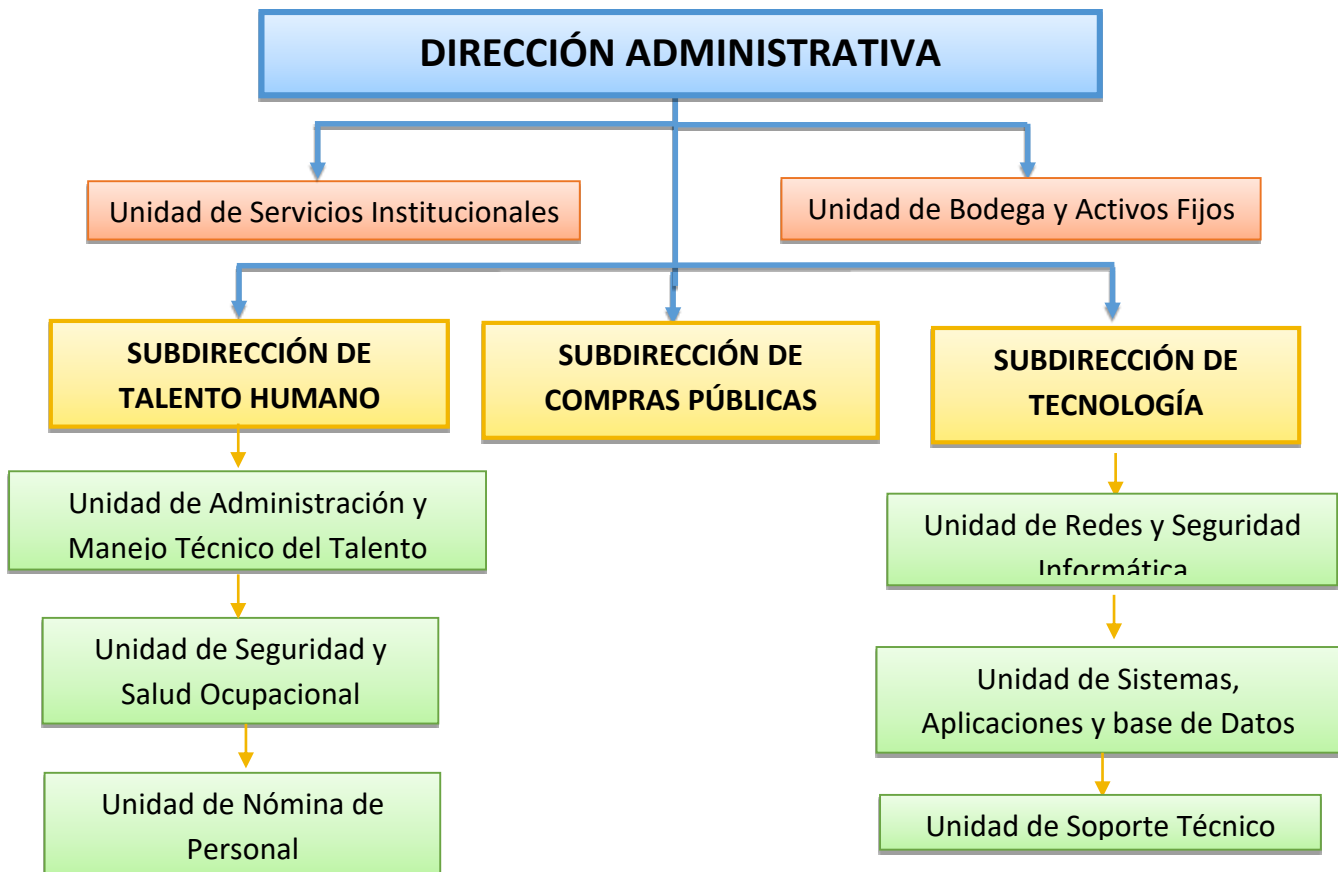 DIRECCIÓN ADMINISTRATIVA
Unidad de Servicios Institucionales
Unidad de Bodega y Activos Fijos
SUBDIRECCIÓN DE
TALENTO HUMANO
SUBDIRECCIÓN DE
COMPRAS PÚBLICAS
SUBDIRECCIÓN DE
TECNOLOGÍA
Unidad de Administración y
Manejo Técnico del Talento
Unidad de Redes y Seguridad
Informática
Unidad de Seguridad y
Salud Ocupacional
Unidad de Sistemas,
Aplicaciones y base de Datos
Unidad de Nómina de
Personal
Unidad de Soporte Técnico